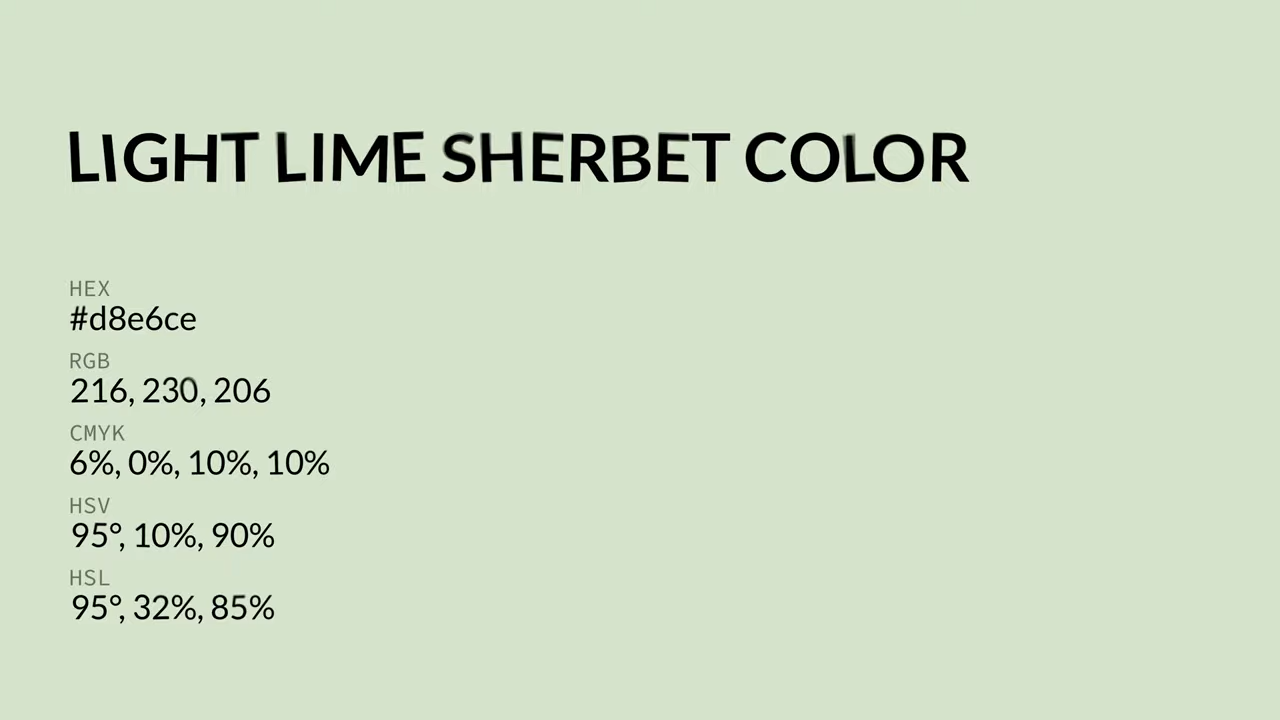 LIGHT LIME SHERBET COLOR
HEX
#d8e6ce
RGB
216, 230, 206
CMYK
6%, 0%, 10%, 10%
HSV
95°, 10%, 90%
HSL
95°, 32%, 85%